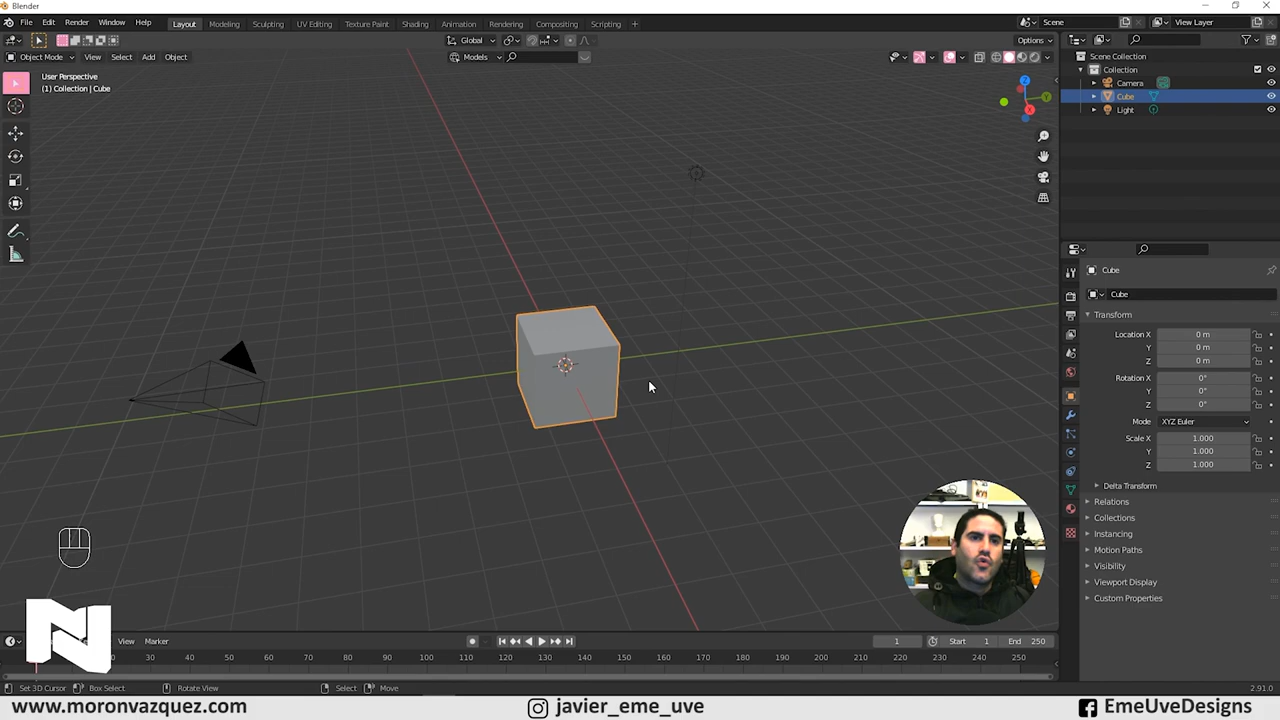 Blender
File Edit Render Window Help
Layout Modeling Sculpting UV Editing Texture Paint Shading Animation Rendering Compositing Scripting +
Scene
View Layer
Global
Options
Object Mode View Select Add Object
Models
User Perspective
(1) Collection | Cube
Z
Y
X
Scene Collection
Collection
Camera
Cube
Light
Cube
Cube
Transform
Location X 0 m
Y 0 m
Z 0 m
Rotation X 0°
Y 0°
Z 0°
Mode XYZ Euler
Scale X 1.000
Y 1.000
Z 1.000
Delta Transform
Relations
Collections
Instancing
Motion Paths
Visibility
Viewport Display
Custom Properties
N
View Marker
1 Start 1 End 250
20 30 40 50 60 70 80 90 100 110 120 130 140 150 160 170 180 190 200 210 220 230 240 250
Set 3D Cursor Box Select Rotate View Select Move 2.91.0
www.moronvazquez.com javier_eme_uve EmeUveDesigns